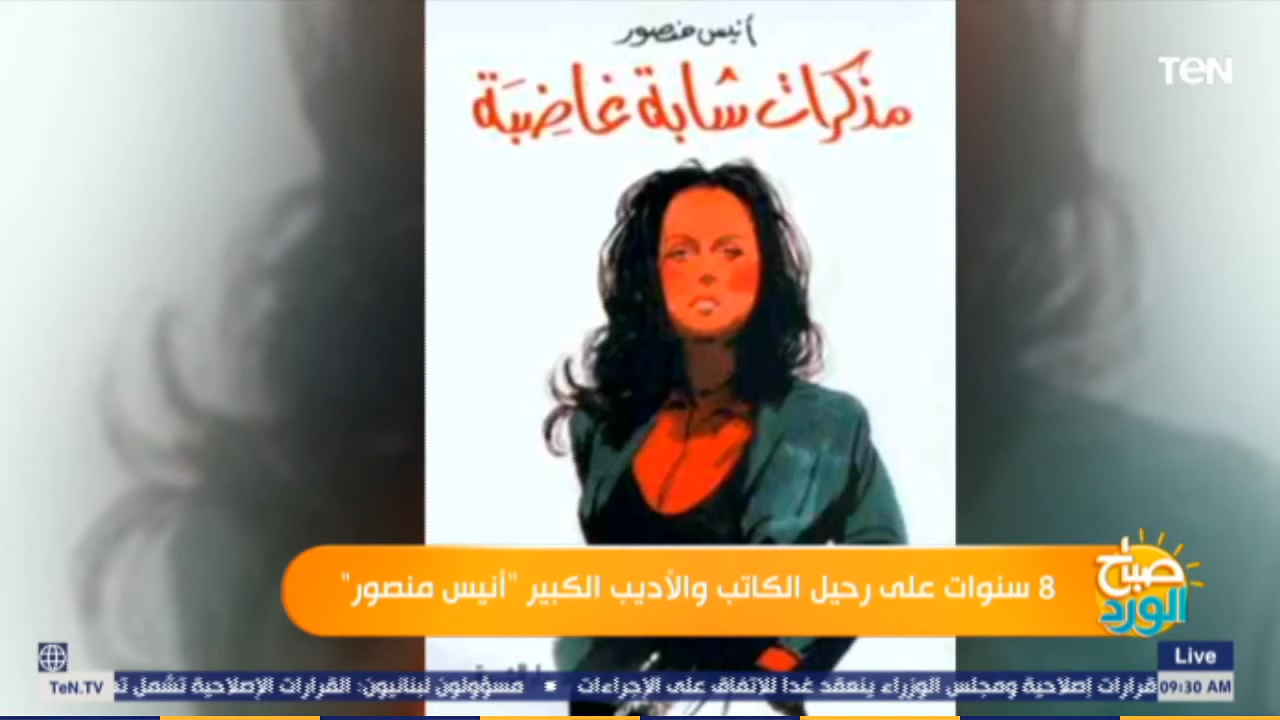 أنيس منصور
TeN
مذكرات شابة غاضِبَة
8 سنوات على رحيل الكاتب والأديب الكبير "أنيس منصور"
صباح
الورد
Live
TeN.TV
قرارات إصلاحية ومجلس الوزراء ينعقد غدا للاتفاق على الإجراءات
مسؤولون لبنانيون: القرارات الإصلاحية تشمل
09:30 AM